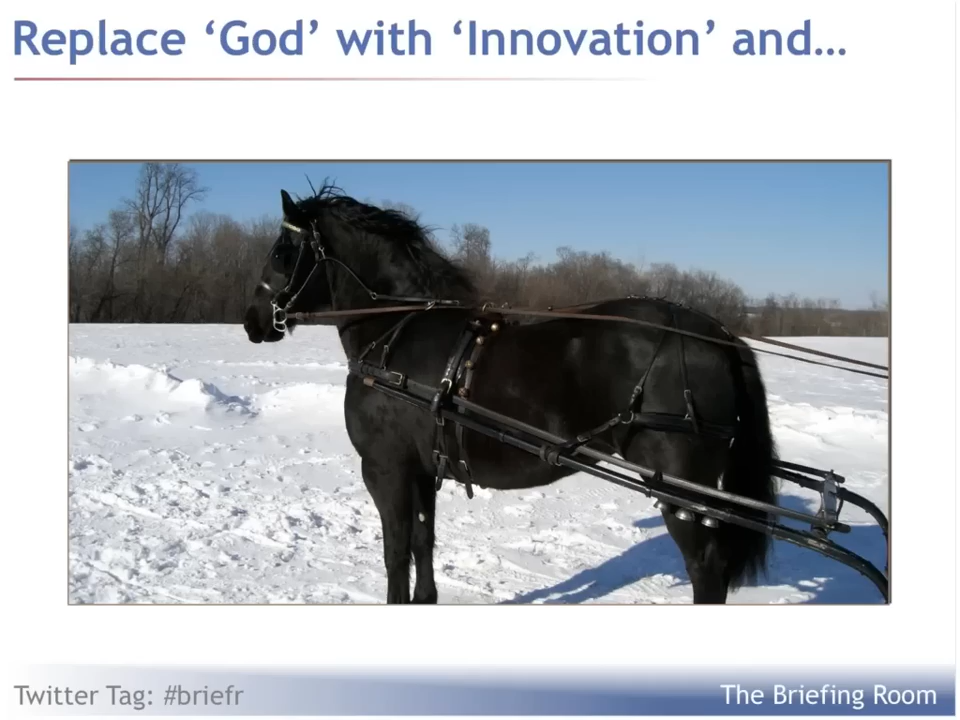 Replace ‘God’ with ‘Innovation’ and…
Twitter Tag: #briefr
The Briefing Room